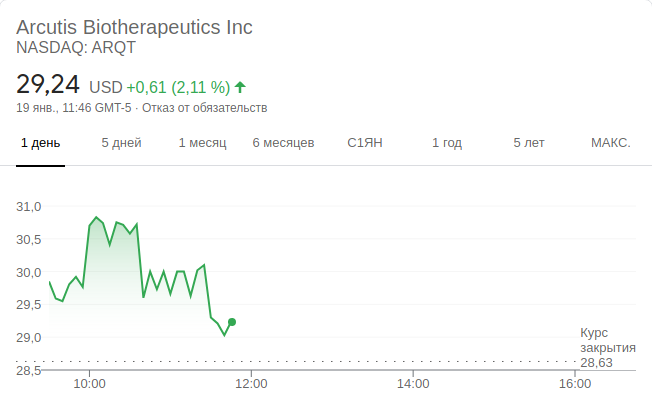 Arcutis Biotherapeutics Inc
NASDAQ: ARQT
29,24 USD +0,61 (2,11 %)
19 янв., 11:46 GMT-5 · Отказ от обязательств
1 день 5 дней 1 месяц 6 месяцев С1ЯН 1 год 5 лет МАКС.
31,0
30,5
30,0
29,5
29,0
28,5
Курс
закрытия
28,63
10:00 12:00 14:00 16:00